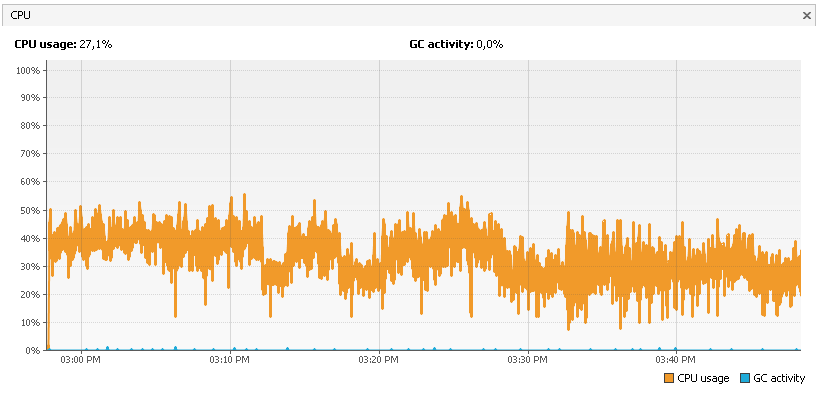 CPU
CPU usage: 27,1%
GC activity: 0,0%
100%
90%
80%
70%
60%
50%
40%
30%
20%
10%
0%
03:00 PM
03:10 PM
03:20 PM
03:30 PM
03:40 PM
CPU usage
GC activity